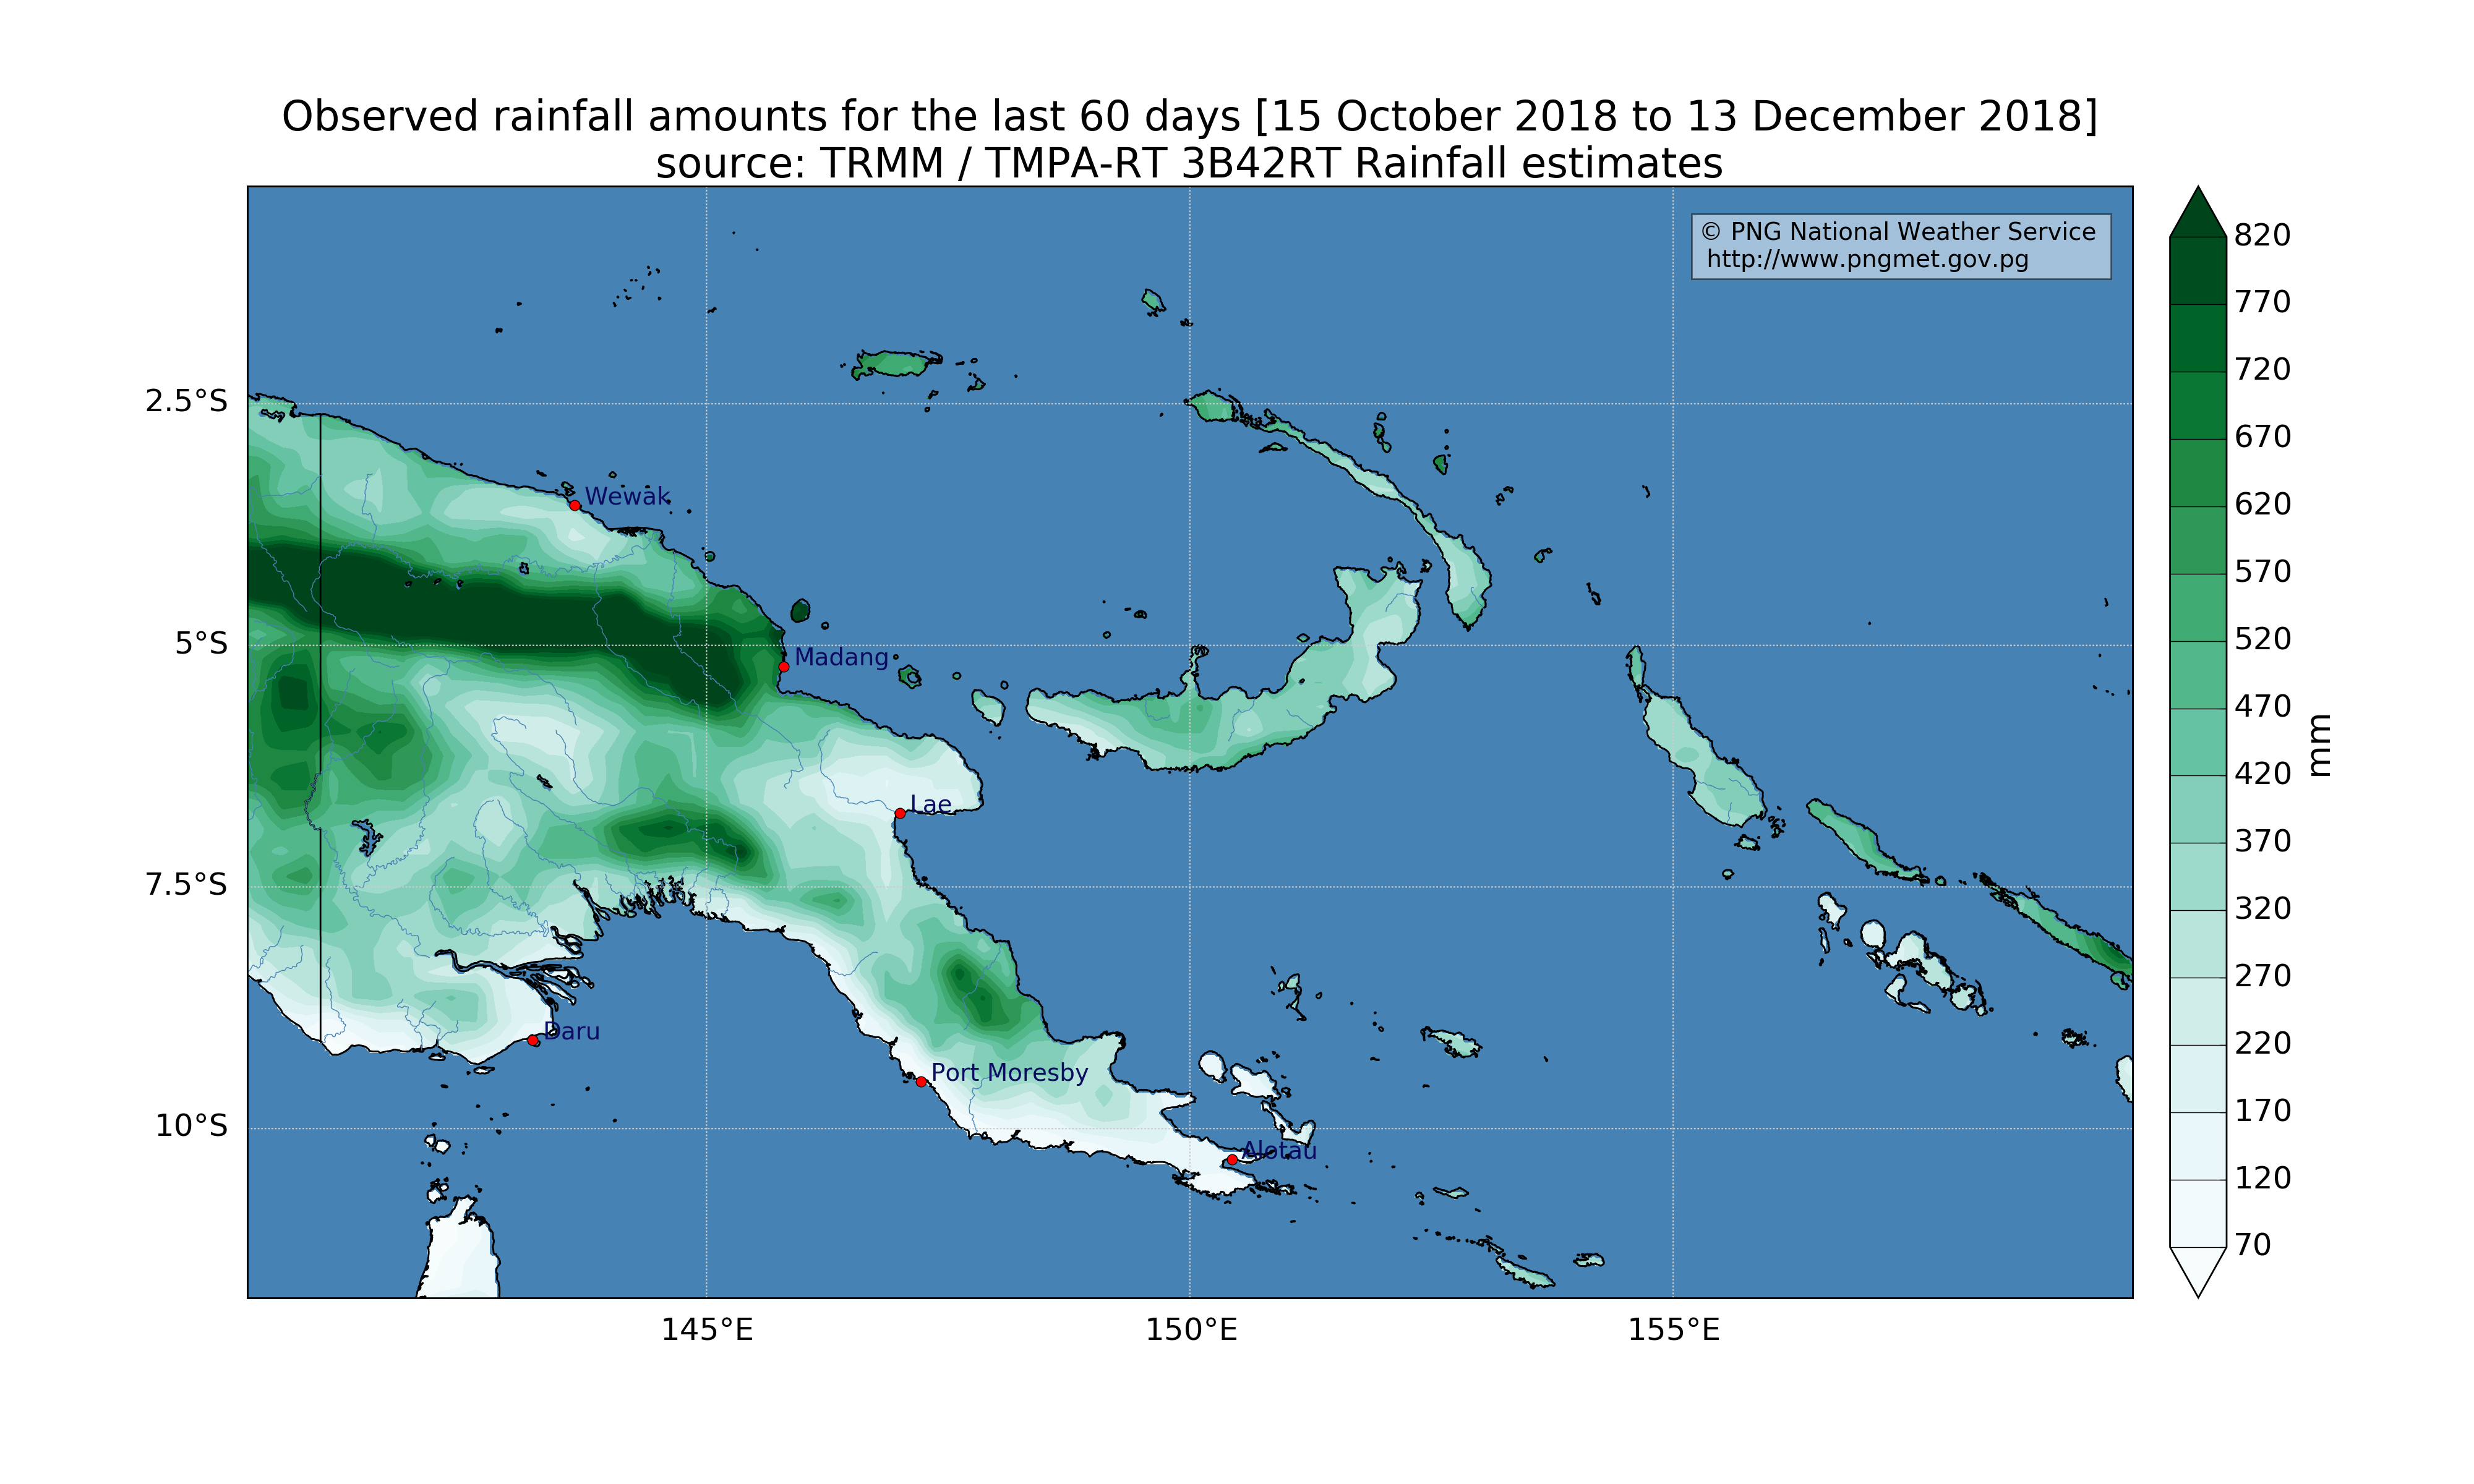 Observed rainfall amounts for the last 60 days [15 October 2018 to 13 December 2018]
source: TRMM / TMPA-RT 3B42RT Rainfall estimates
© PNG National Weather Service
http://www.pngmet.gov.pg
820
770
720
670
620
570
520
470
420
370
320
270
220
170
120
70
mm
2.5°S
5°S
7.5°S
10°S
Wewak
Madang
Lae
Daru
Port Moresby
Alotau
145°E
150°E
155°E